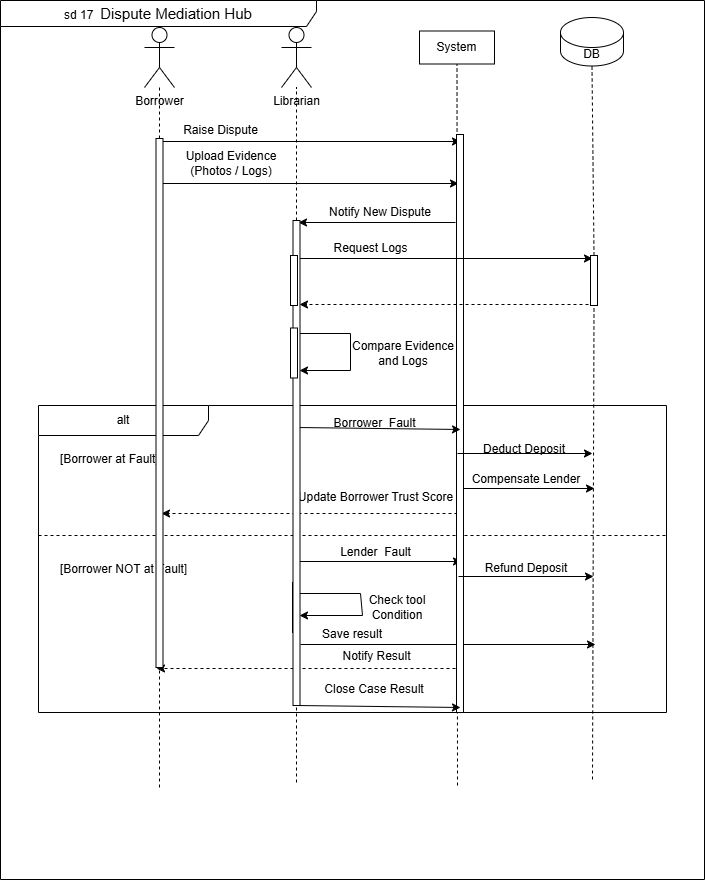 sd 17 Dispute Mediation Hub
System
DB
Borrower
Librarian
Raise Dispute
Upload Evidence
(Photos / Logs)
Notify New Dispute
Request Logs
Compare Evidence
and Logs
alt
Borrower Fault
Deduct Deposit
[Borrower at Fault
Compensate Lender
Update Borrower Trust Score
Lender Fault
[Borrower NOT at Fault]
Refund Deposit
Check tool
Condition
Save result
Notify Result
Close Case Result